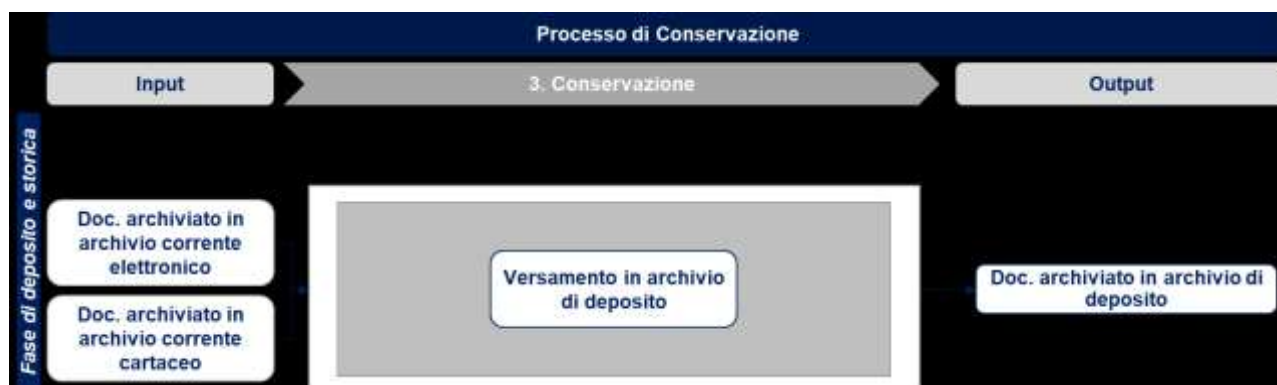 Processo di Conservazione
Input
3. Conservazione
Output
Fase di deposito e storica
Doc. archiviato in
archivio corrente
elettronico
Versamento in archivio
di deposito
Doc. archiviato in archivio di
deposito
Doc. archiviato in
archivio corrente
cartaceo